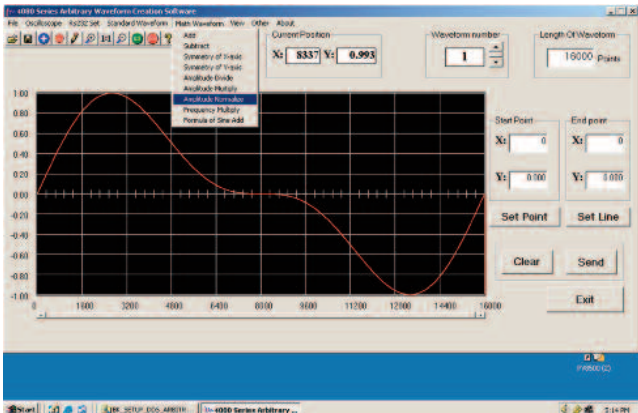 4080 Series Arbitrary Waveform Creation Software
File Oscilloscope Rs232 Set Standard Waveform Math Waveform View Other About
Add
Subtract
Symmetry of X-axis
Symmetry of Y-axis
Amplitude Divide
Amplitude Multiply
Amplitude Normalize
Frequency Multiply
Formula of Sine Add
Current Position
X: 8337 Y: 0.993
Waveform number
1
Length Of Waveform
16000 Points
1.00
0.80
0.60
0.40
0.20
0.00
-0.20
-0.40
-0.60
-0.80
-1.00
0 1600 3200 4800 6400 8000 9600 11200 12800 14400 16000
Start Point
X: 0
Y: 0.000
End point
X: 0
Y: 0.000
Set Point Set Line
Clear Send
Exit
Start
4080 Series Arbitrary ...